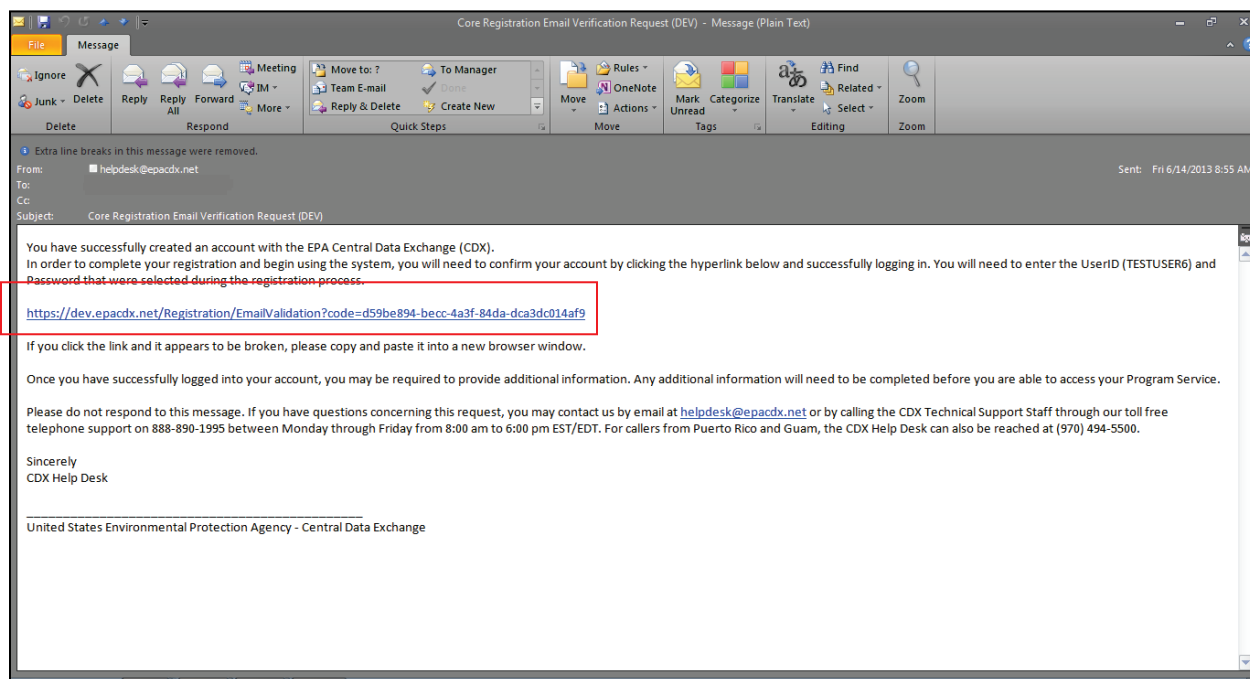 Core Registration Email Verification Request (DEV) - Message (Plain Text)
File Message
Ignore
Junk
Delete
Reply
Reply All
Forward
Meeting
IM
More
Move to: ?
To Manager
Team E-mail
Done
Reply & Delete
Create New
Move
Rules
OneNote
Actions
Mark Unread
Categorize
Translate
Find
Related
Select
Zoom
Delete Respond Quick Steps Move Tags Editing Zoom
Extra line breaks in this message were removed.
From: helpdesk@epacdx.net Sent: Fri 6/14/2013 8:55 AM
To:
Cc:
Subject: Core Registration Email Verification Request (DEV)
You have successfully created an account with the EPA Central Data Exchange (CDX).
In order to complete your registration and begin using the system, you will need to confirm your account by clicking the hyperlink below and successfully logging in. You will need to enter the UserID (TESTUSER6) and
Password that were selected during the registration process.
https://dev.epacdx.net/Registration/EmailValidation?code=d59be894-becc-4a3f-84da-dca3dc014af9
If you click the link and it appears to be broken, please copy and paste it into a new browser window.
Once you have successfully logged into your account, you may be required to provide additional information. Any additional information will need to be completed before you are able to access your Program Service.
Please do not respond to this message. If you have questions concerning this request, you may contact us by email at helpdesk@epacdx.net or by calling the CDX Technical Support Staff through our toll free
telephone support on 888-890-1995 between Monday through Friday from 8:00 am to 6:00 pm EST/EDT. For callers from Puerto Rico and Guam, the CDX Help Desk can also be reached at (970) 494-5500.
Sincerely
CDX Help Desk
United States Environmental Protection Agency - Central Data Exchange